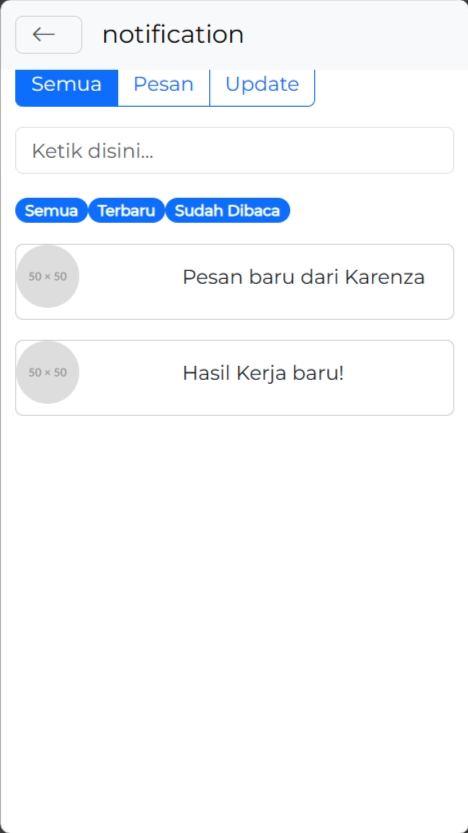 notification
Semua Pesan Update
Ketik disini...
Semua Terbaru Sudah Dibaca
50 × 50 Pesan baru dari Karenza
50 × 50 Hasil Kerja baru!